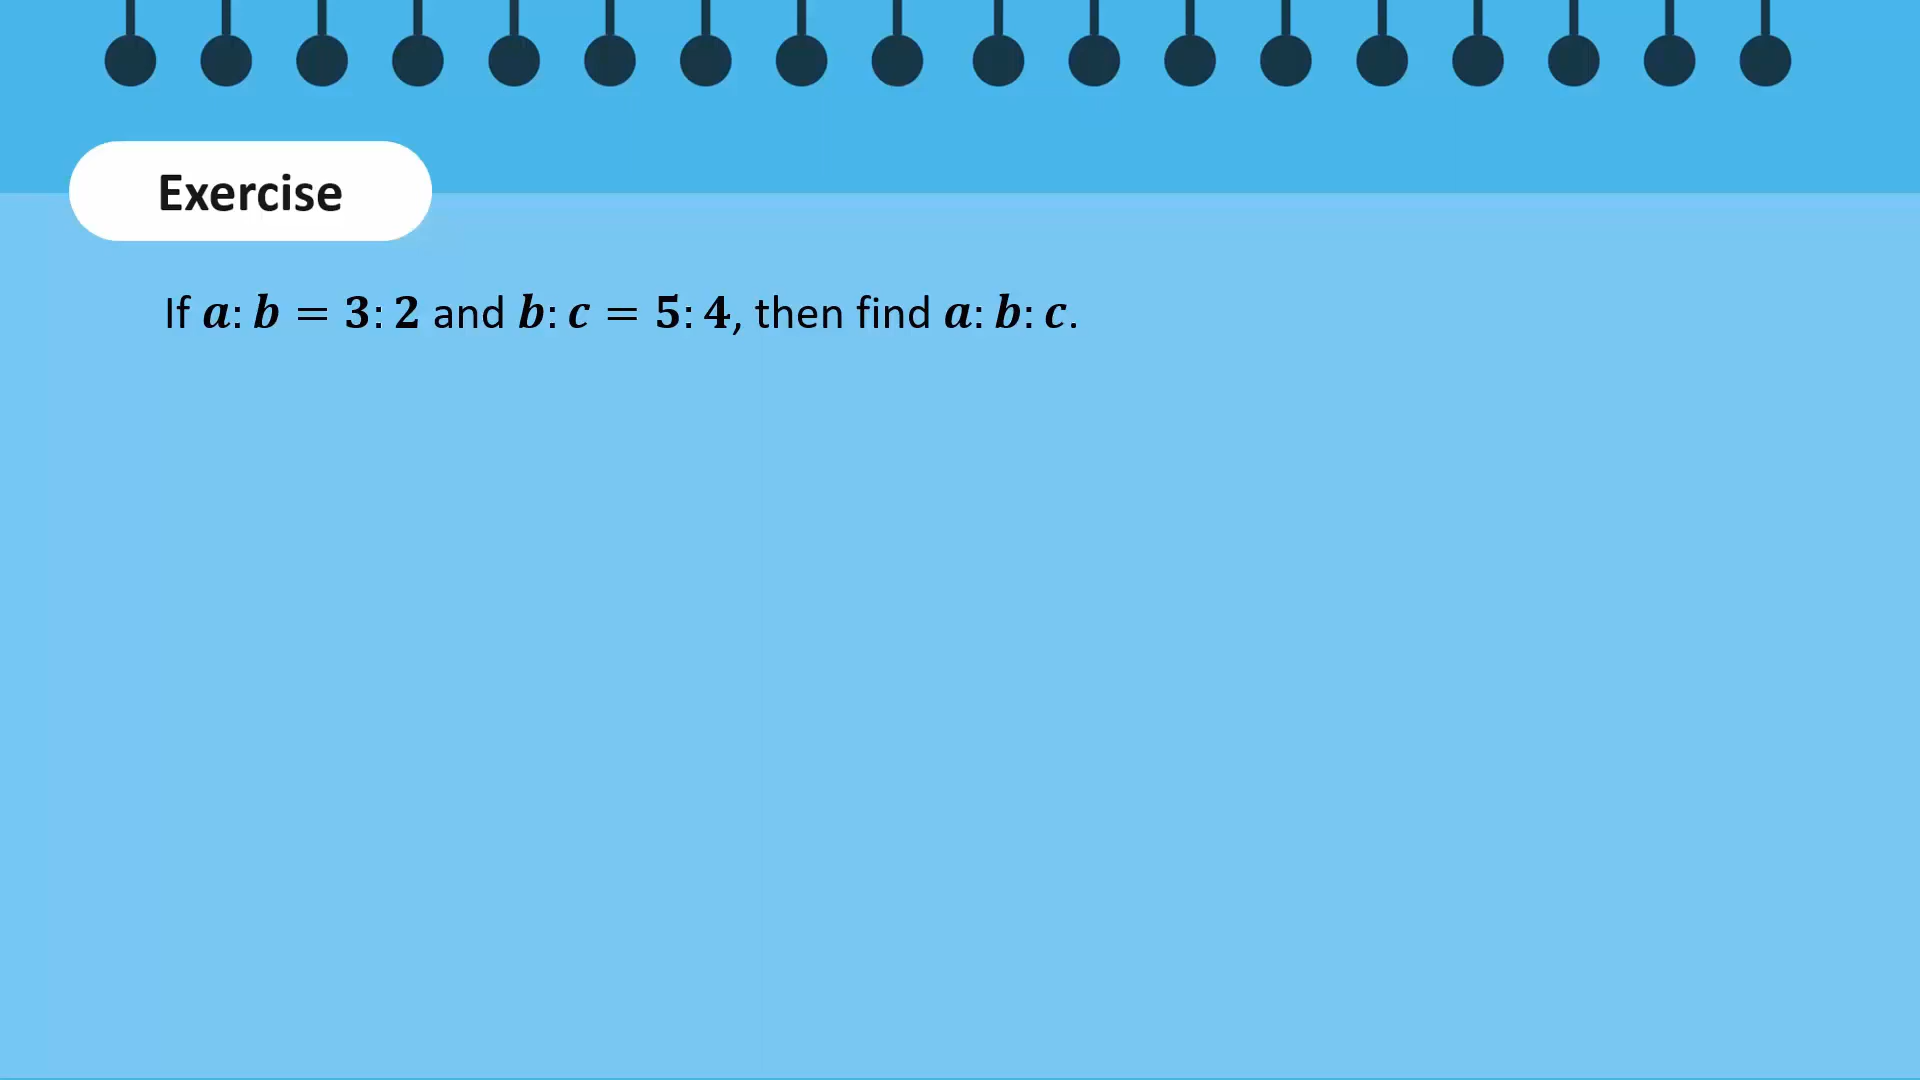 Exercise
If a: b = 3: 2 and b: c = 5: 4, then find a: b: c.